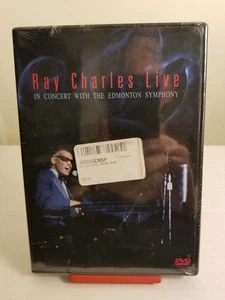 Ray Charles Live
IN CONCERT WITH THE EDMONTON SYMPHONY
DVD